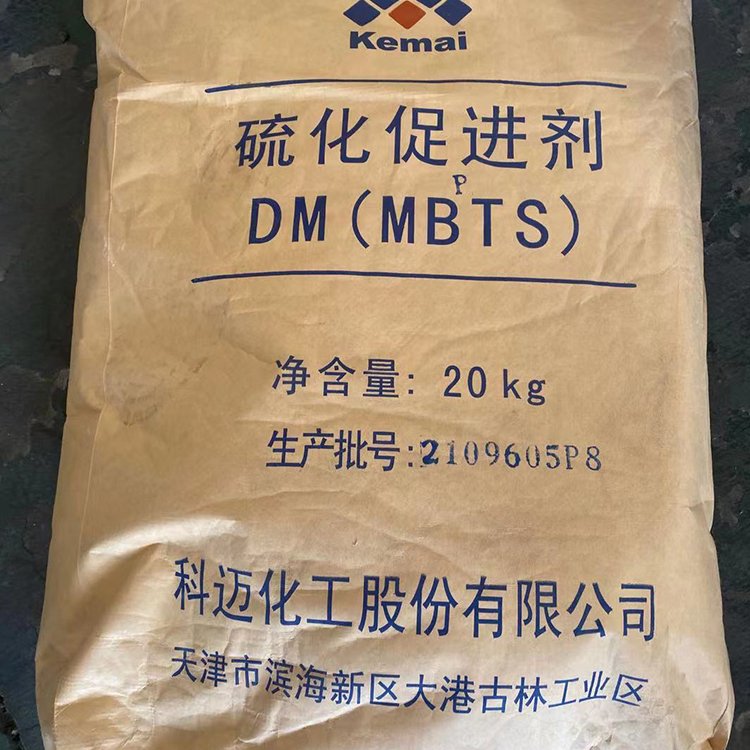 Kemai
硫化促进剂
P
DM(MBTS)
净含量: 20kg
生产批号:2109605P8
科迈化工股份有限公司
天津市滨海新区大港古林工业区